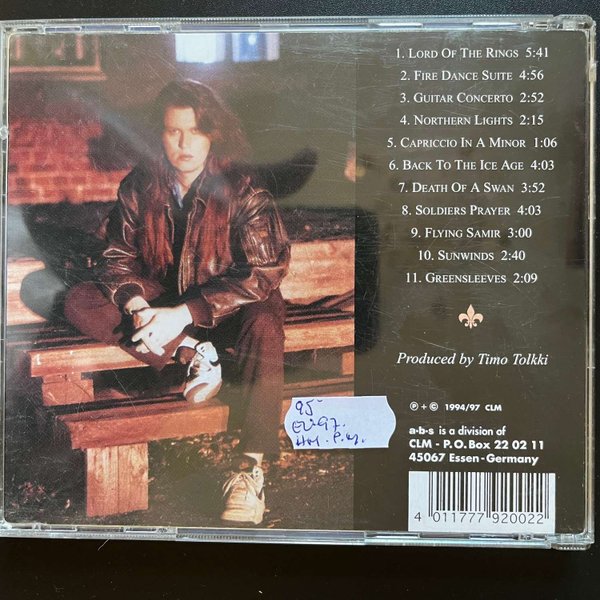 1. LORD OF THE RINGS 5:41
2. FIRE DANCE SUITE 4:56
3. GUITAR CONCERTO 2:52
4. NORTHERN LIGHTS 2:15
5. CAPRICCIO IN A MINOR 1:06
6. BACK TO THE ICE AGE 4:03
7. DEATH OF A SWAN 3:52
8. SOLDIERS PRAYER 4:03
9. FLYING SAMIR 3:00
10. SUNWINDS 2:40
11. GREENSLEEVES 2:09
Produced by Timo Tolkki
℗ + © 1994/97 CLM
a·b·s is a division of
CLM - P.O. Box 22 02 11
45067 Essen-Germany
4 011777 920022
95